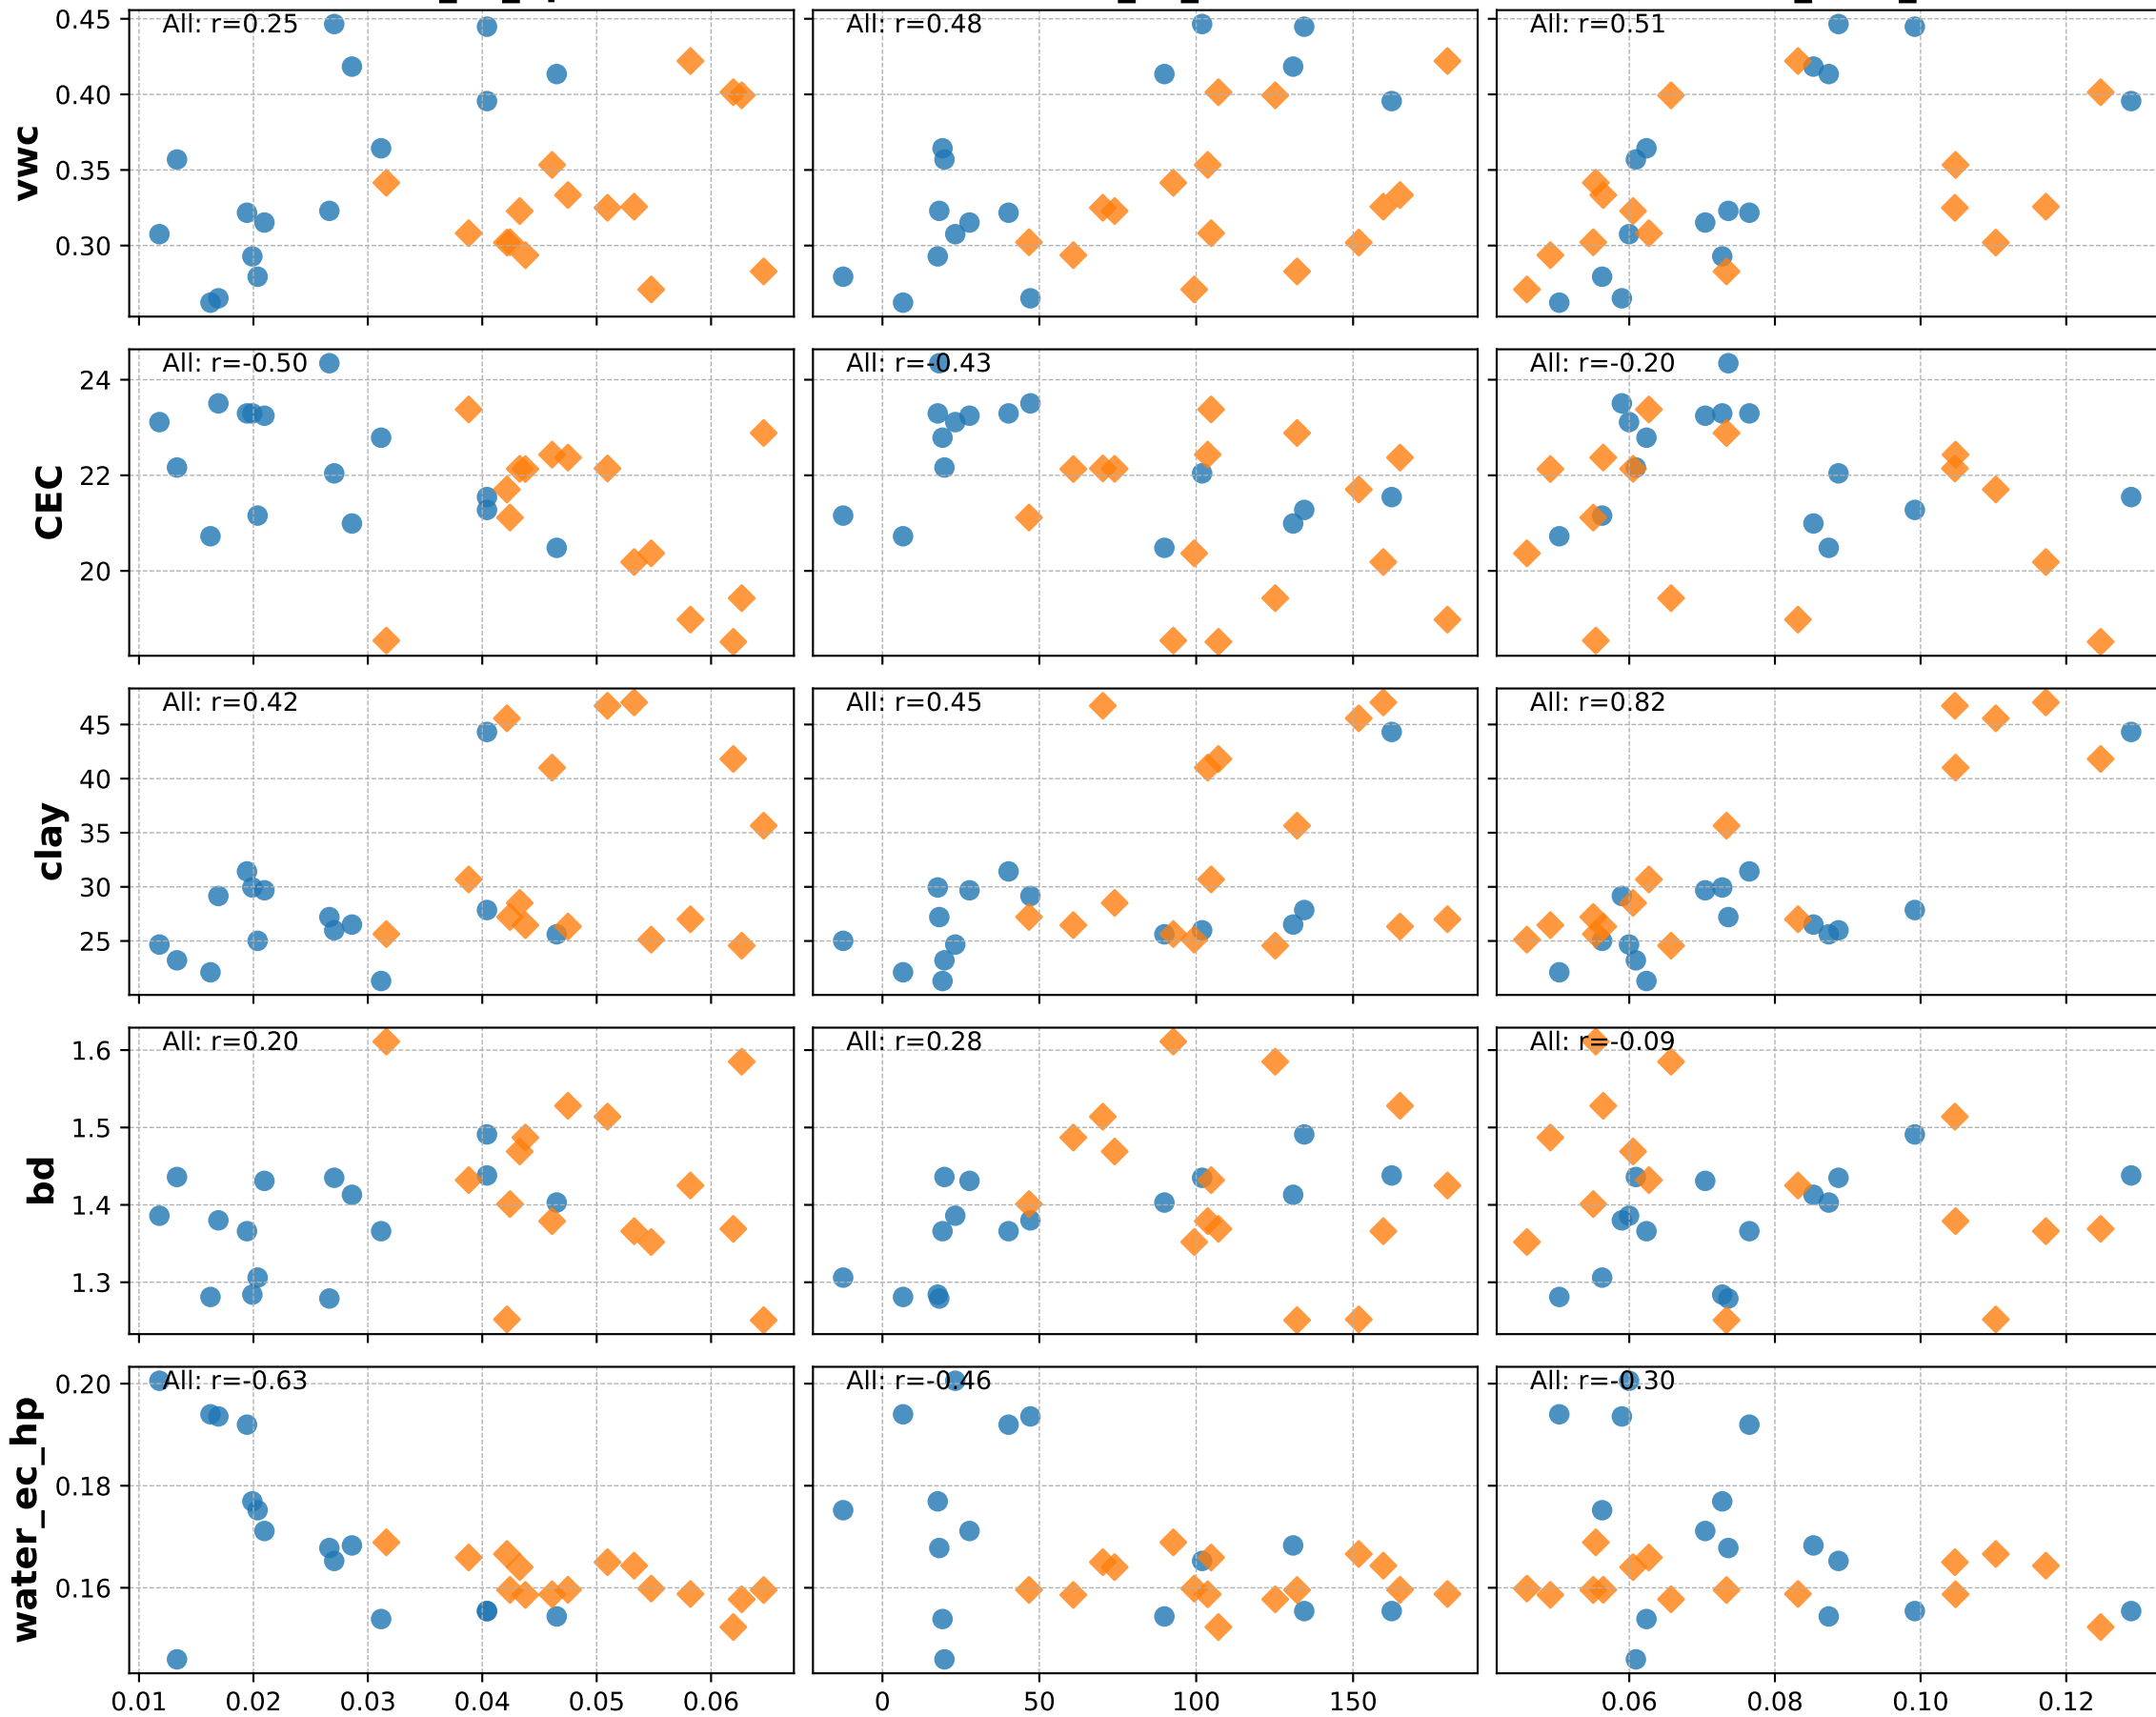 All: r=0.25
All: r=0.48
All: r=0.51
vwc
0.45
0.40
0.35
0.30
All: r=-0.50
All: r=-0.43
All: r=-0.20
CEC
24
22
20
All: r=0.42
All: r=0.45
All: r=0.82
clay
45
40
35
30
25
All: r=0.20
All: r=0.28
All: r=-0.09
bd
1.6
1.5
1.4
1.3
All: r=-0.63
All: r=-0.46
All: r=-0.30
water_ec_hp
0.20
0.18
0.16
0.01 0.02 0.03 0.04 0.05 0.06
0 50 100 150
0.06 0.08 0.10 0.12